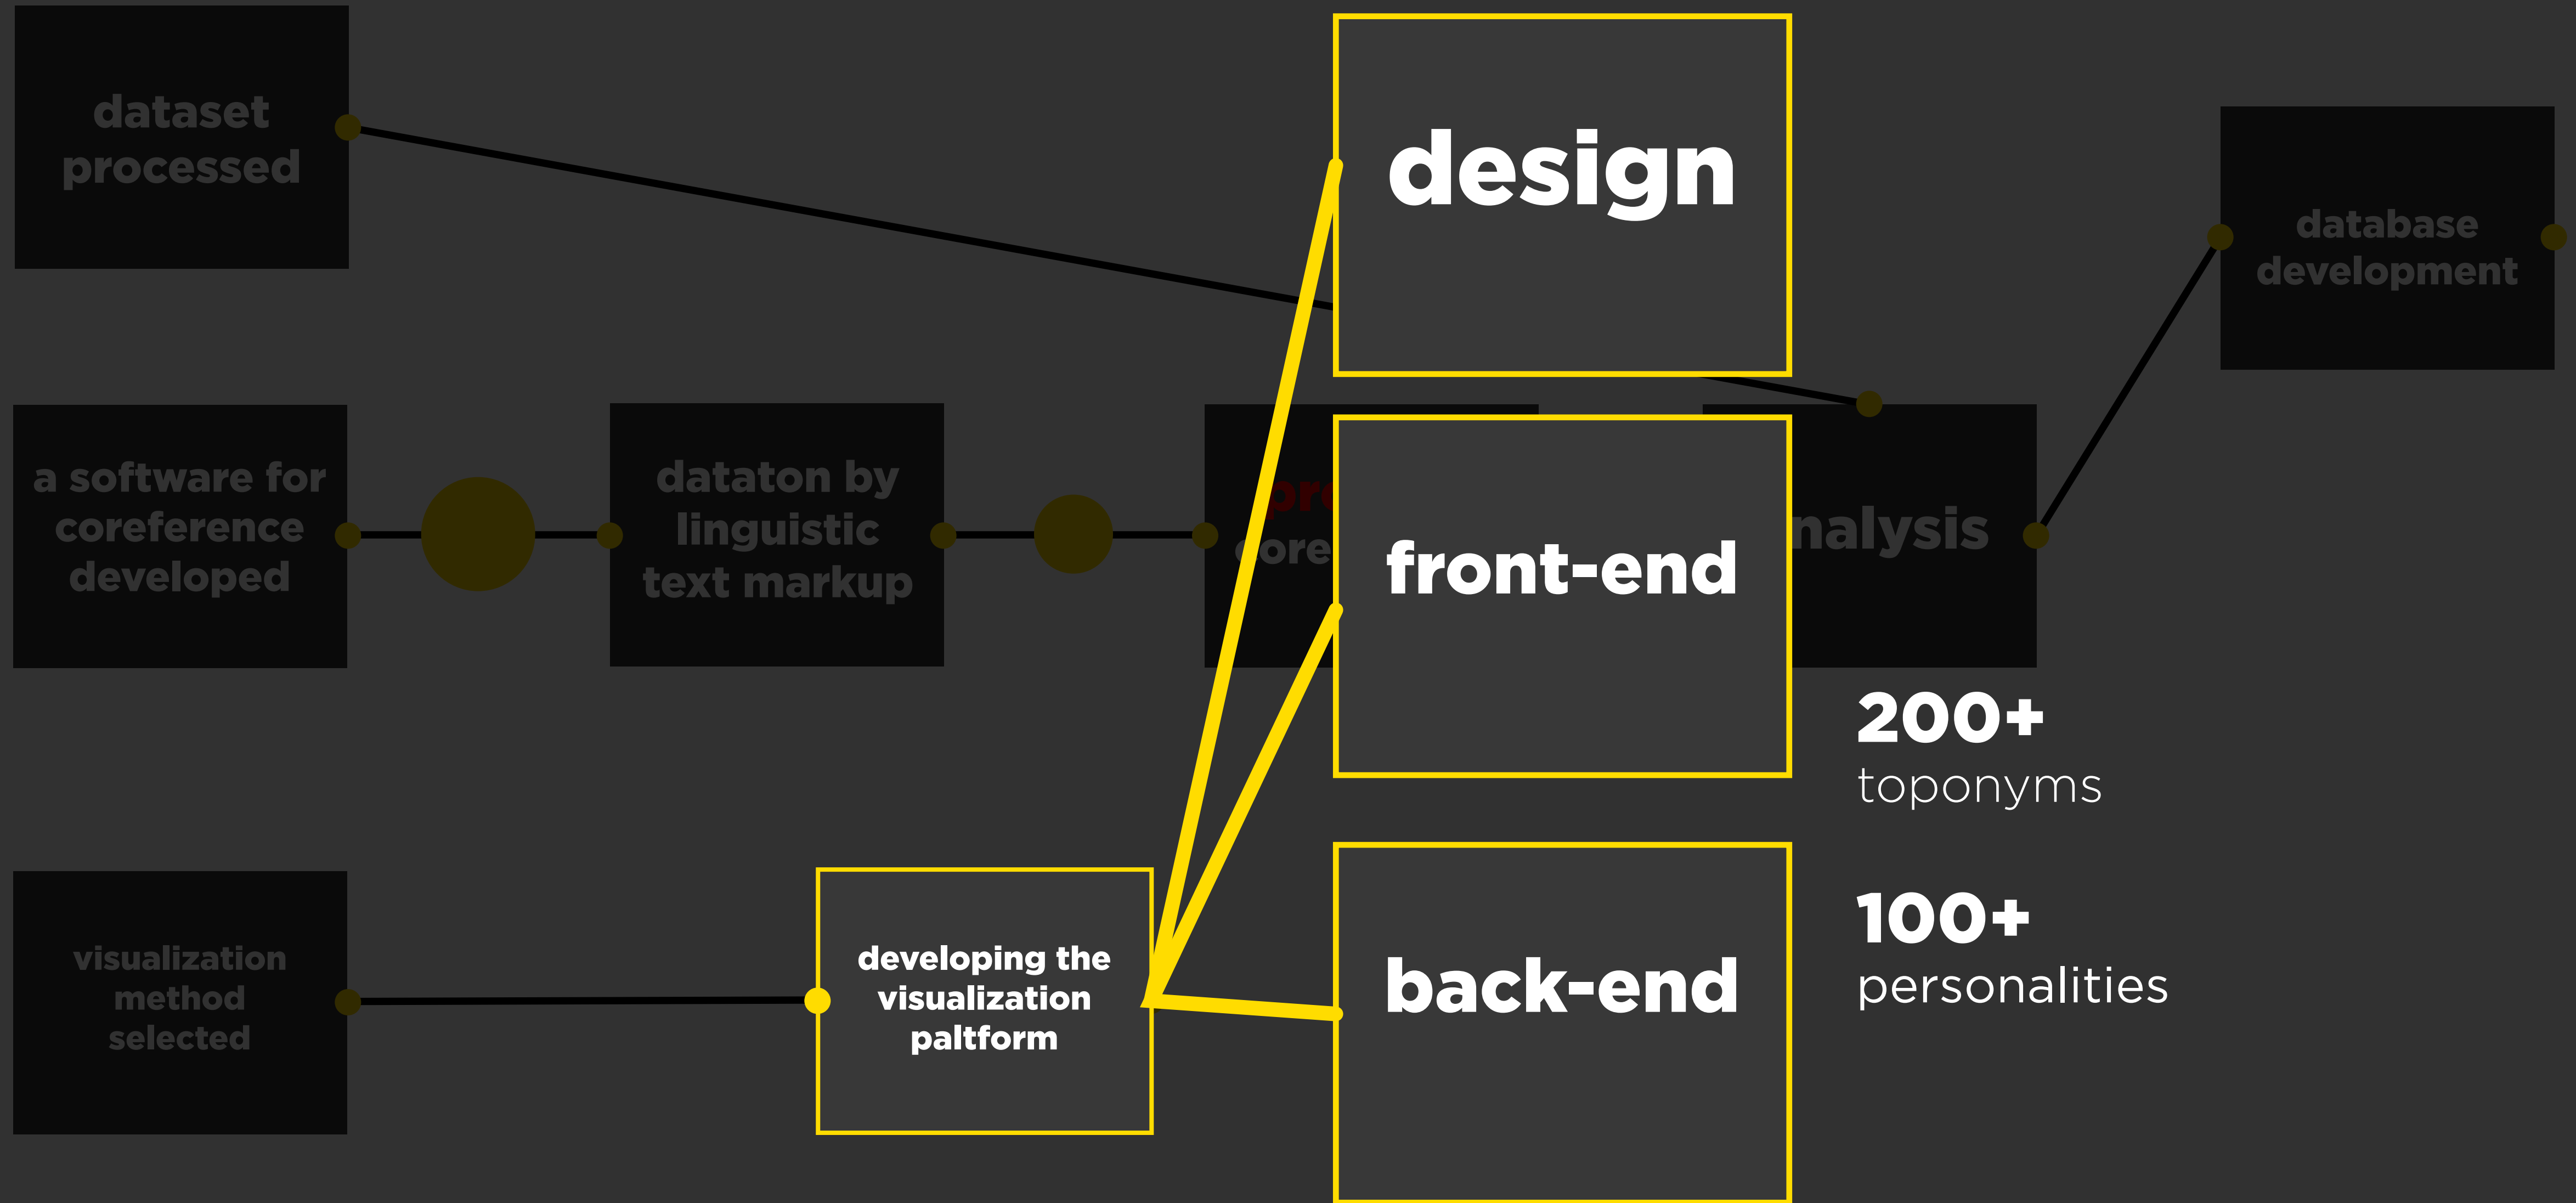 dataset
processed
design
database
development
a software for
coreference
developed
dataton by
linguistic
text markup
front-end
nalysis
200+
toponyms
100+
personalities
visualization
method
selected
developing the
visualization
paltform
back-end